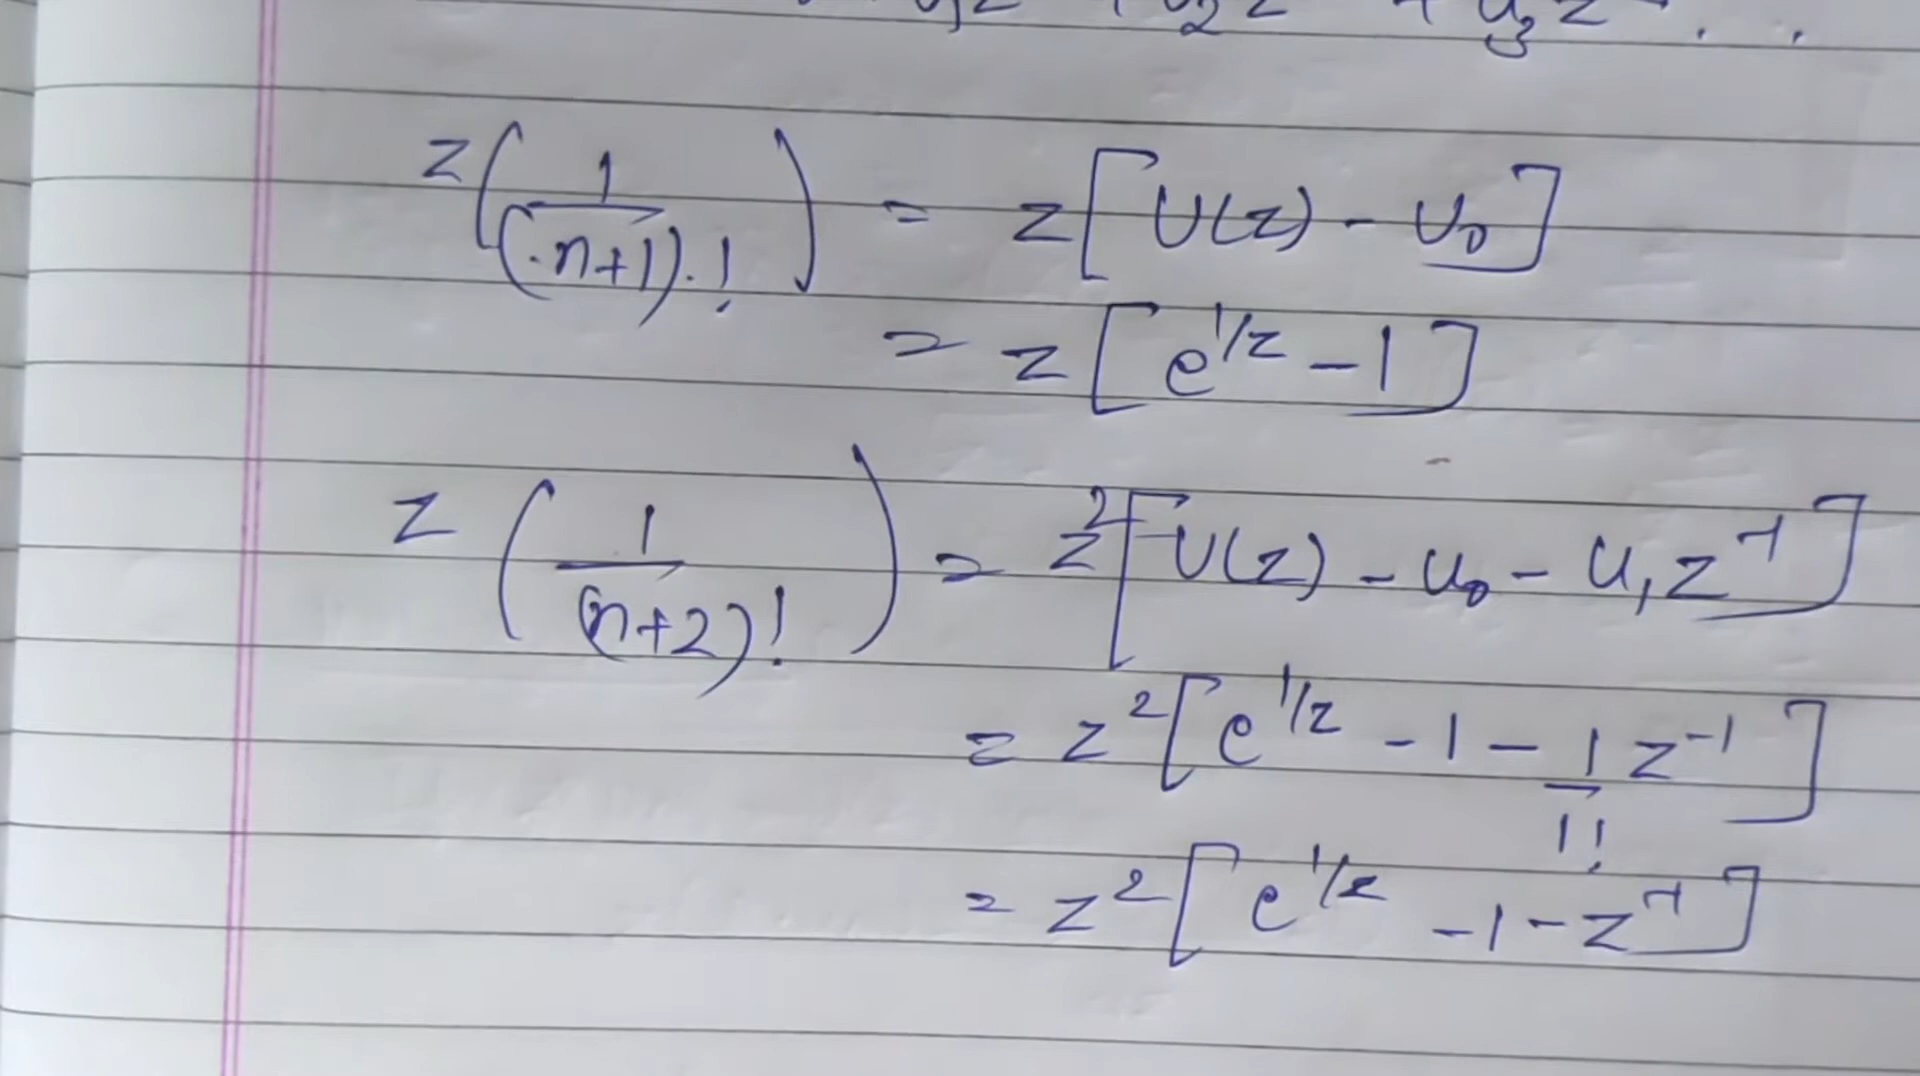 + u₃z . .
Z(1/(n+1)!) = z[U(z) - U₀]
= z[e^{1/z} - 1]
Z(1/(n+2)!) = z²[U(z) - u₀ - u₁z⁻¹]
= z²[e^{1/z} - 1 - 1/1! z⁻¹]
= z²[e^{1/z} - 1 - z⁻¹]